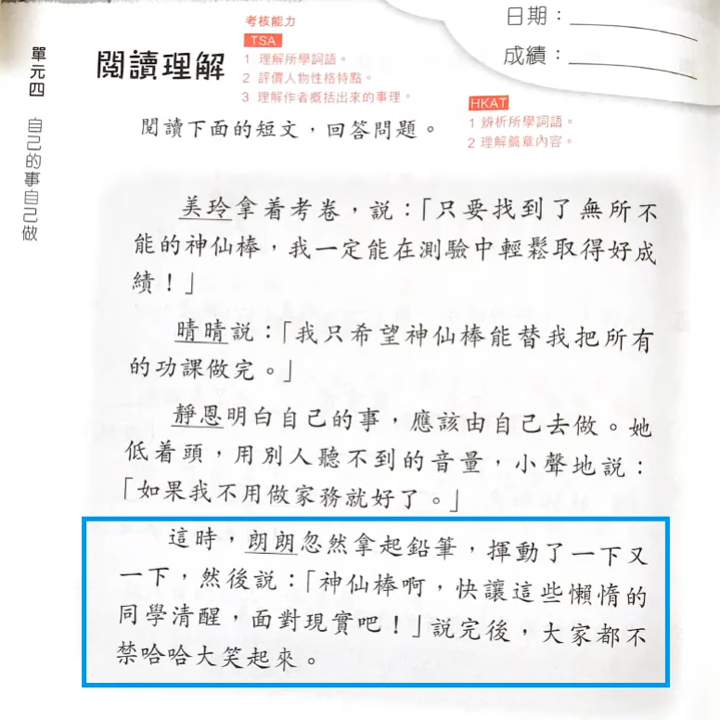 日期：
成績：
考核能力
TSA
1 理解所學詞語。
2 評價人物性格特點。
3 理解作者概括出來的事理。
閱讀理解
HKAT
1 辨析所學詞語。
2 理解篇章內容。
單元四 自己的事自己做
閱讀下面的短文，回答問題。
美玲拿着考卷，說：「只要找到了無所不
能的神仙棒，我一定能在測驗中輕鬆取得好成
績！」
晴晴說：「我只希望神仙棒能替我把所有
的功課做完。」
靜恩明白自己的事，應該由自己去做。她
低着頭，用別人聽不到的音量，小聲地說：
「如果我不用做家務就好了。」
這時，朗朗忽然拿起鉛筆，揮動了一下又
一下，然後說：「神仙棒啊，快讓這些懶惰的
同學清醒，面對現實吧！」說完後，大家都不
禁哈哈大笑起來。